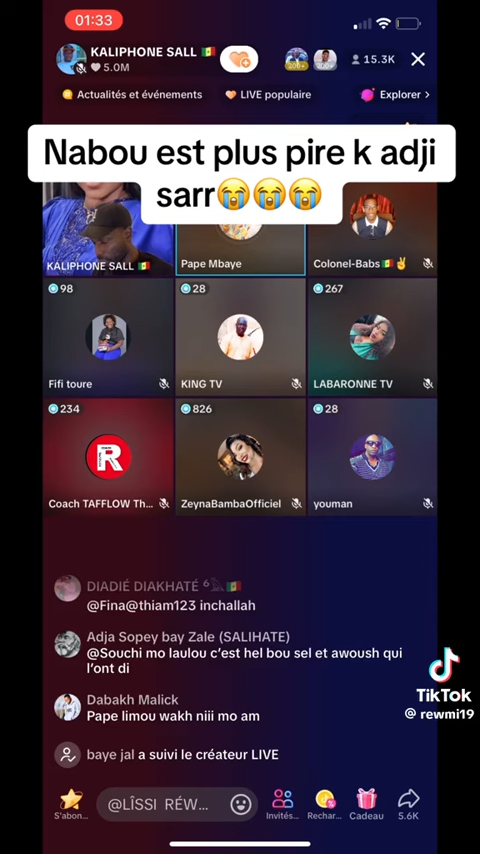 01:33
KALIPHONE SALL 🇸🇳
5.0M
200+
200+
15.3K
Actualités et événements
LIVE populaire
Explorer >
Nabou est plus pire k adji
sarr😭😭😭
KALIPHONE SALL 🇸🇳
Pape Mbaye
Colonel-Babs🇸🇳✌️
98
28
267
Fifi toure
KING TV
LABARONNE TV
234
826
28
R
Coach TAFFLOW Th...
ZeynaBambaOfficiel
youman
DIADIÉ DIAKHATÉ
@Fina@thiam123 inchallah
Adja Sopey bay Zale (SALIHATE)
@Souchi mo laulou c’est hel bou sel et awoush qui
l’ont di
Dabakh Malick
Pape limou wakh niii mo am
baye jal a suivi le créateur LIVE
TikTok
@ rewmi19
@LÎSSI RÉW...
S'abon...
Invités...
Rechar...
Cadeau
5.6K